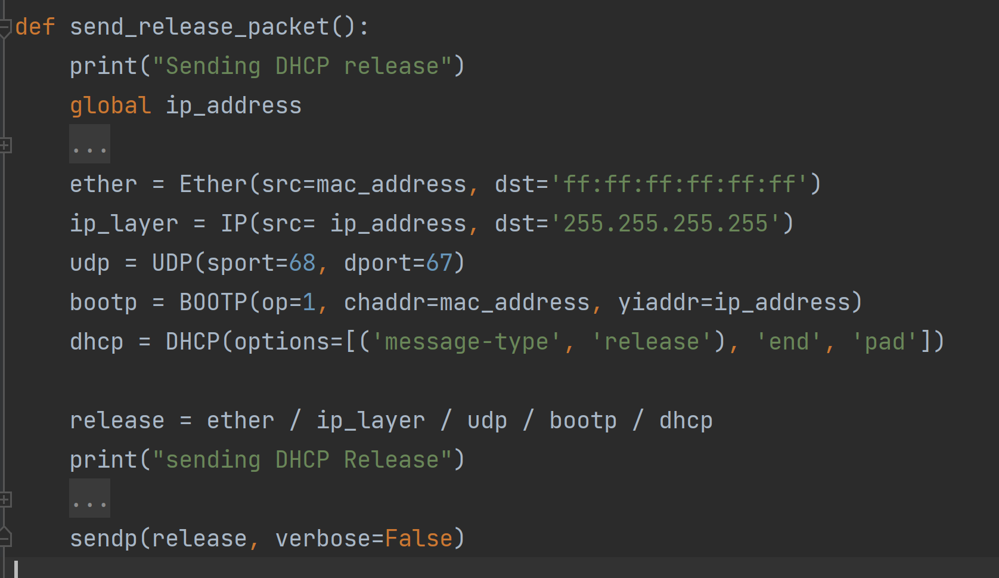 def send_release_packet():
    print("Sending DHCP release")
    global ip_address
    ...
    ether = Ether(src=mac_address, dst='ff:ff:ff:ff:ff:ff')
    ip_layer = IP(src= ip_address, dst='255.255.255.255')
    udp = UDP(sport=68, dport=67)
    bootp = BOOTP(op=1, chaddr=mac_address, yiaddr=ip_address)
    dhcp = DHCP(options=[('message-type', 'release'), 'end', 'pad'])
    release = ether / ip_layer / udp / bootp / dhcp
    print("sending DHCP Release")
    ...
    sendp(release, verbose=False)